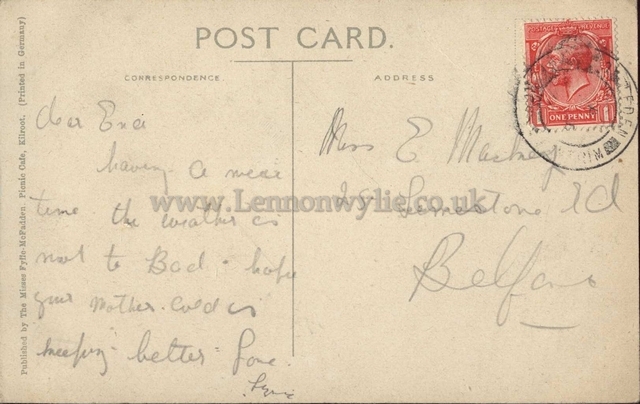 POST CARD.
CORRESPONDENCE.
ADDRESS
Published by The Misses Fyffe-McFadden. Picnic Cafe, Kilroot. (Printed in Germany)
POSTAGE REVENUE
ONE PENNY
dear Ena
having a nice
time the weather is
not to Bad - hope
your Mother. Cold is
keeping better - love
Miss E
Rd
Belfast
www.Lennonwylie.co.uk